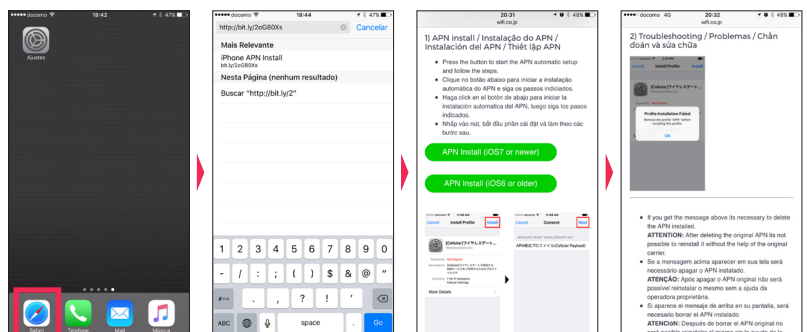 docomo 18:42 47%
Ajustes
Safari Telefone Mail Música
docomo 18:44 47%
http://bit.ly/2oG80Xs Cancelar
Mais Relevante
iPhone APN Install
bit.ly/2oG80Xs
Nesta Página (nenhum resultado)
Buscar "http://bit.ly/2"
1 2 3 4 5 6 7 8 9 0
- / : ; ( ) $ & @ "
#+= . , ? ! '
ABC space . Go
20:31 48%
wifi.co.jp
1) APN install / Instalação do APN /
Instalación del APN / Thiêt lập APN
• Press the button to start
the APN automatic setup
and follow the steps.
• Clique no botão abaixo
para iniciar a instalação
automática do APN e siga os passos indiciados.
• Haga click en el botón de abajo para iniciar la
instalation automatica del APN, luego siga los pasos
indicados.
• Nhấp vào nút, bắt đầu phần cài đặt và làm theo các
bước sau.
APN Install (iOS7 or newer)
APN Install (iOS6 or older)
Cancel Install Profile Install
Not Signed
More Details
Cancel Consent Next
docomo 4G 20:32 48%
wifi.co.jp
2) Troubleshooting / Problemas / Chẩn
đoán và sửa chữa
Cancel Install Profile Install
Profile Installation Failed
OK
• If you get the message above its necessary to delete
the APN installed.
ATTENTION: After deleting the original APN its not
possible to reinstall it without the help of the original
carrier.
• Se a mensagem acima aparecer em sua tela será
necessário apagar o APN instalado.
ATENÇÃO: Após apagar o APN original não será
possível reinstalar o mesmo sem a ajuda da
operadora proprietária.
• Si aparece el mensaje de arriba en su pantalla, será
necesario borrar el APN instalado.
ATENCIÓN: Después de borrar el APN original no